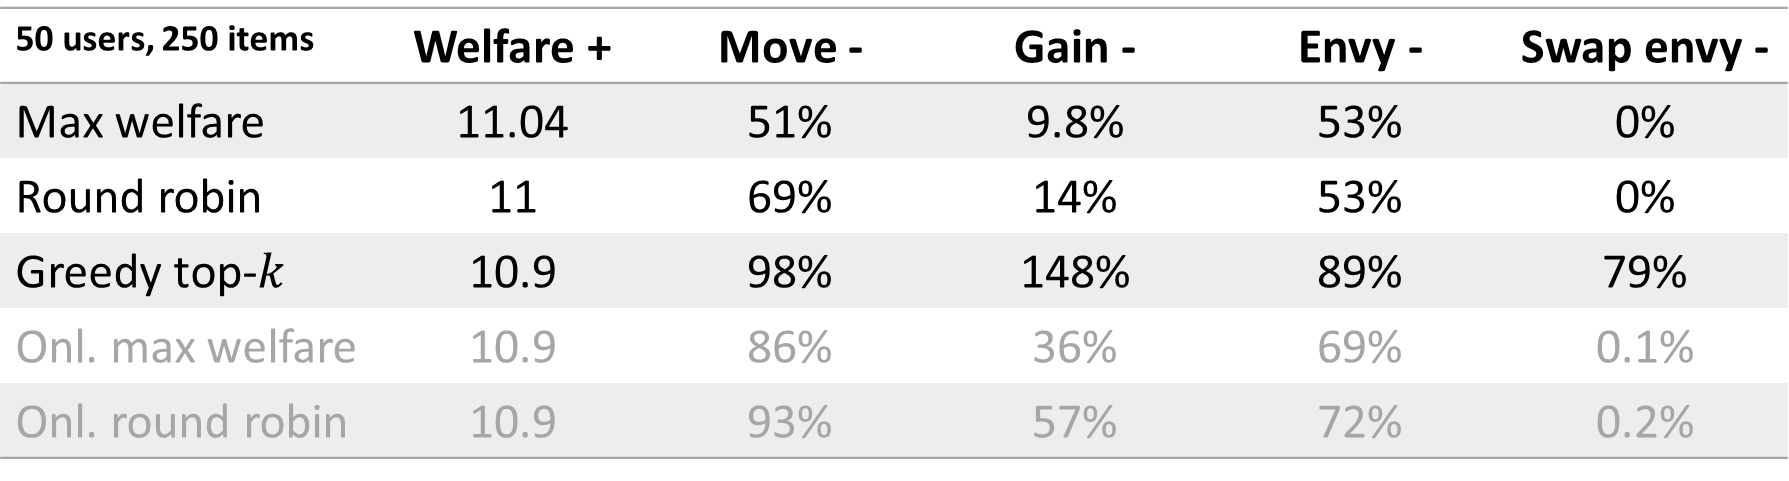 50 users, 250 items Welfare + Move - Gain - Envy - Swap envy -
Max welfare 11.04 51% 9.8% 53% 0%
Round robin 11 69% 14% 53% 0%
Greedy top-k 10.9 98% 148% 89% 79%
Onl. max welfare 10.9 86% 36% 69% 0.1%
Onl. round robin 10.9 93% 57% 72% 0.2%